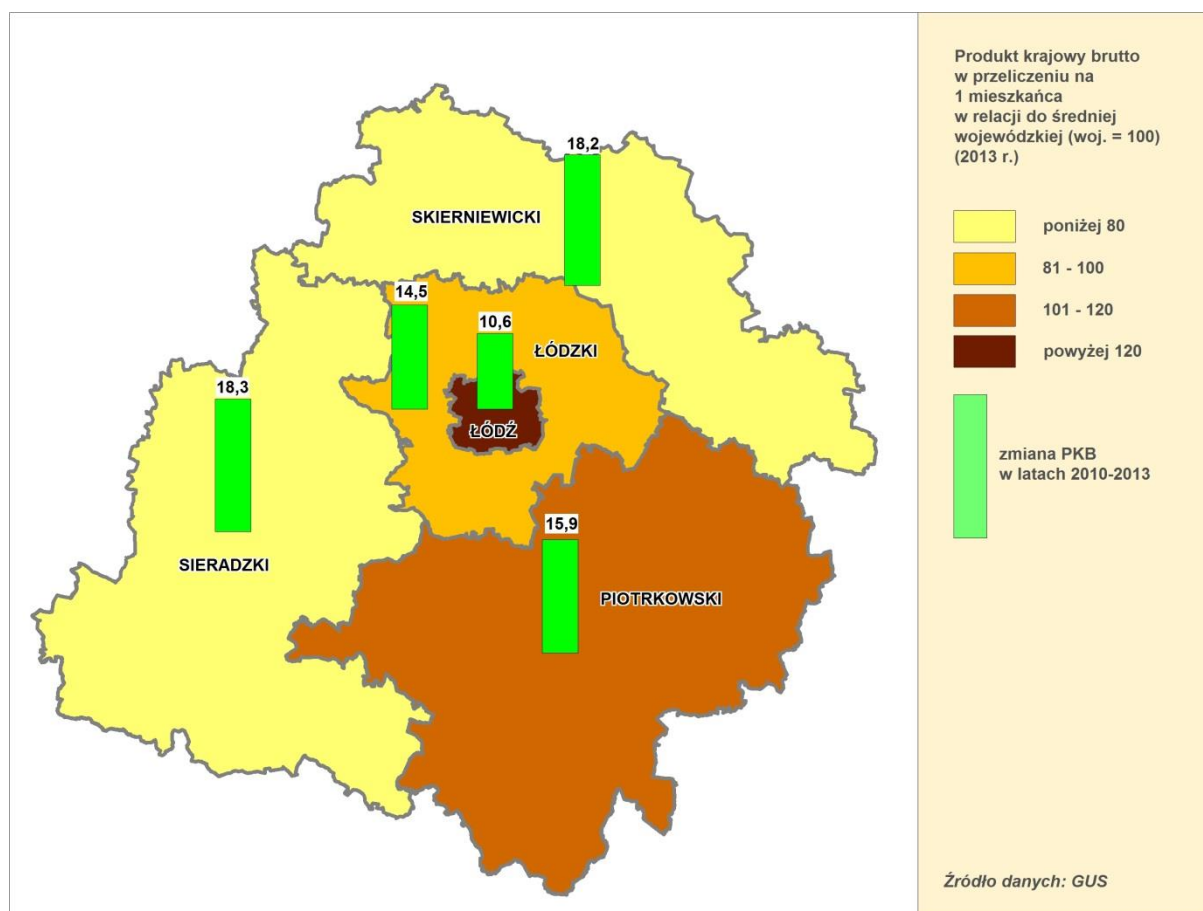 18,2
SKIERNIEWICKI
14,5
10,6
ŁÓDZKI
18,3
ŁÓDŹ
15,9
SIERADZKI
PIOTRKOWSKI
Produkt krajowy brutto
w przeliczeniu na
1 mieszkańca
w relacji do średniej
wojewódzkiej (woj. = 100)
(2013 r.)
poniżej 80
81 - 100
101 - 120
powyżej 120
zmiana PKB
w latach 2010-2013
Źródło danych: GUS